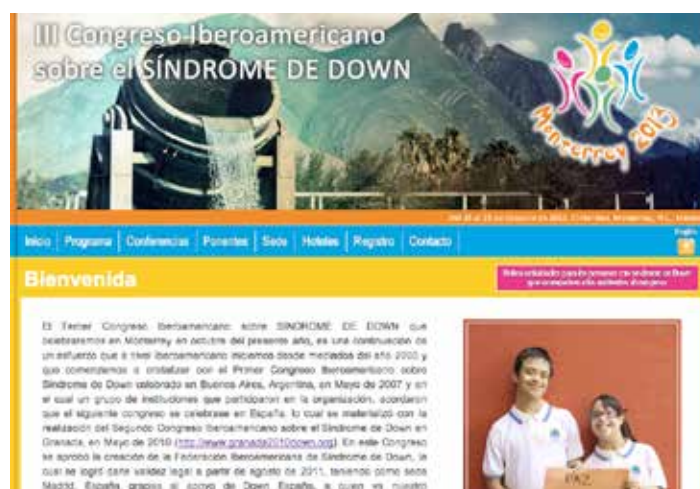 III Congreso Iberoamericano
sobre el SÍNDROME DE DOWN
Monterrey 2013
Inicio Programa Conferencias Ponentes Sede Hoteles Registro Contacto
English
Bienvenida
El Tercer Congreso Iberoamericano sobre SINDROME DE DOWN que
celebraremos en Monterrey en octubre del presente año, es una continuación de
un esfuerzo que a nivel Iberoamericano iniciamos desde mediados del año 2005 y
que comenzamos a cristalizar con el Primer Congreso Iberoamericano sobre
Síndrome de Down celebrado en Buenos Aires, Argentina, en Mayo de 2007 y en
el cual un grupo de instituciones que participaron en la organización, acordaron
que el siguiente congreso se celebrase en España, lo cual se materializó con la
realización del Segundo Congreso Iberoamericano sobre el Síndrome de Down en
Granada, en Mayo de 2010 (http://www.granada2010down.org). En este Congreso
se aprobó la creación de la Federación Iberoamericana de Síndrome de Down, la
cual se logró darle validez legal a partir de agosto de 2011, teniendo como sede
Madrid, España gracias al apoyo de Down España, a quien va nuestro
PAZ